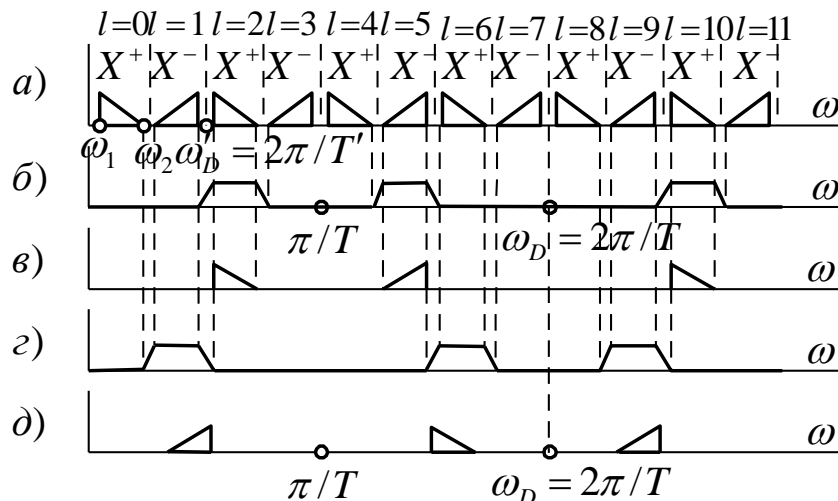 l=0 l=1 l=2 l=3 l=4 l=5 l=6 l=7 l=8 l=9 l=10 l=11
а) X⁺ X⁻ X⁺ X⁻ X⁺ X⁻ X⁺ X⁻ X⁺ X⁻ X⁺ X⁻ ω
ω₁ ω₂ ω'_D = 2π/T'
б) ω
π/T ω_D = 2π/T
в) ω
г) ω
д) ω
π/T ω_D = 2π/T